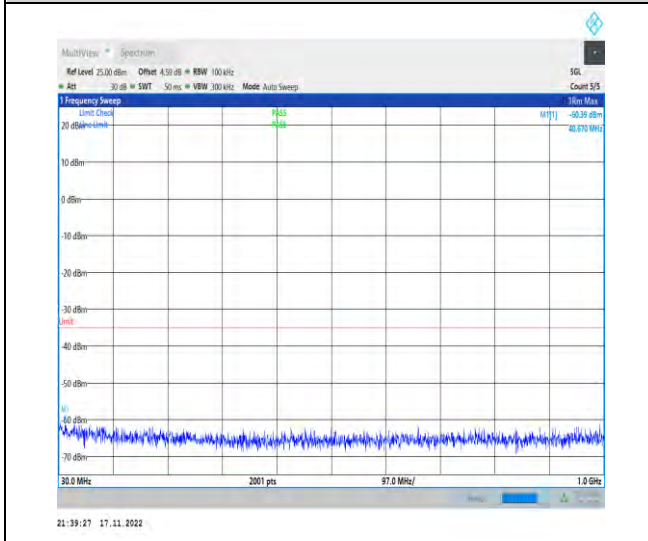 MultiView Spectrum
Ref Level 25.00 dBm Offset 4.59 dB RBW 100 kHz SGL
Att 30 dB SWT 50 ms VBW 300 kHz Mode Auto Sweep Count 5/5
1 Frequency Sweep 1Rm Max
Limit Check PASS M1[1] -60.39 dBm
20 dBm Line Limit PASS 40.670 MHz
10 dBm
0 dBm
-10 dBm
-20 dBm
-30 dBm
Limit
-40 dBm
-50 dBm
M1
-60 dBm
-70 dBm
30.0 MHz 2001 pts 97.0 MHz/ 1.0 GHz
21:39:27 17.11.2022